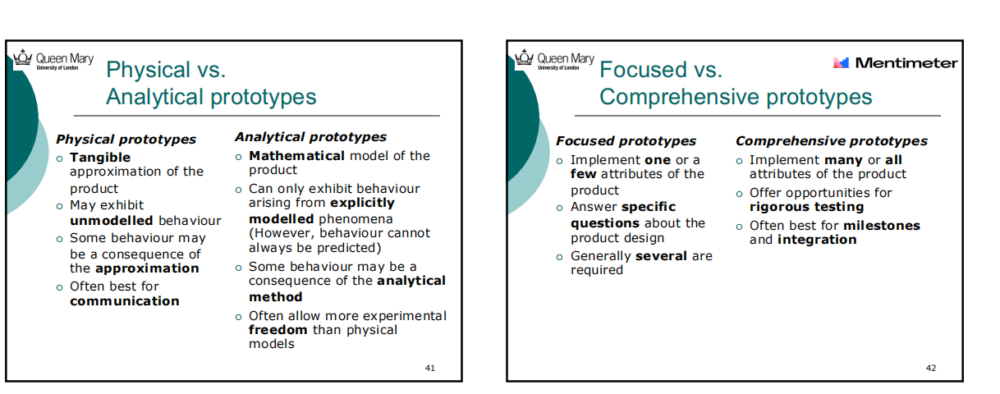 Queen Mary
University of London
Physical vs.
Analytical prototypes
Physical prototypes
o Tangible
approximation of the
product
o May exhibit
unmodelled behaviour
o Some behaviour may
be a consequence of
the approximation
o Often best for
communication
Analytical prototypes
o Mathematical model of the
product
o Can only exhibit behaviour
arising from explicitly
modelled phenomena
(However, behaviour cannot
always be predicted)
o Some behaviour may be a
consequence of the analytical
method
o Often allow more experimental
freedom than physical
models
41
Queen Mary
University of London
Mentimeter
Focused vs.
Comprehensive prototypes
Focused prototypes
o Implement one or a
few attributes of the
product
o Answer specific
questions about the
product design
o Generally several are
required
Comprehensive prototypes
o Implement many or all
attributes of the product
o Offer opportunities for
rigorous testing
o Often best for milestones
and integration
42